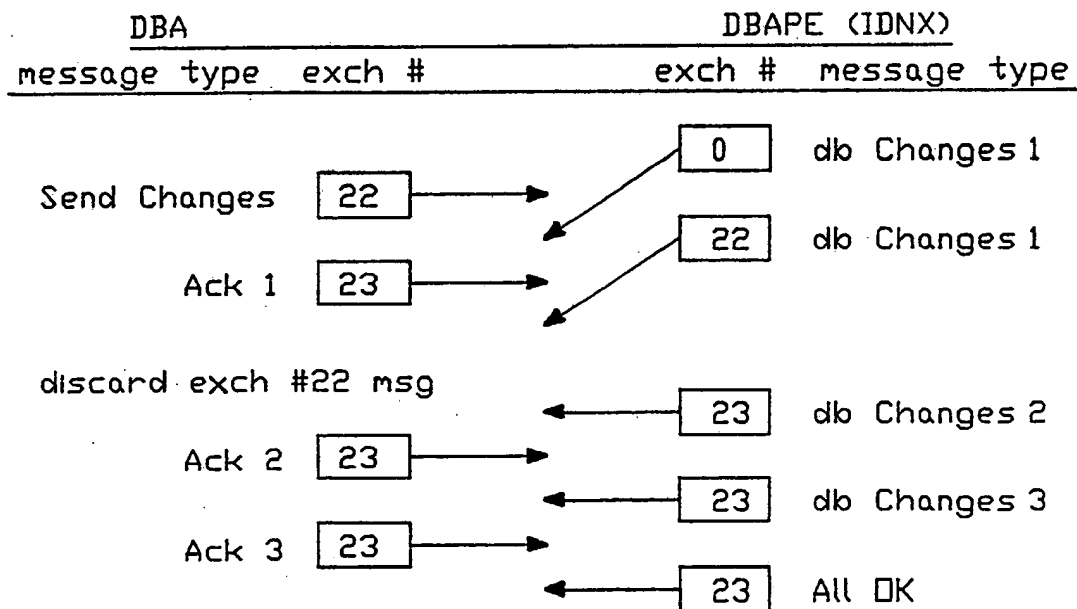 DBA DBAPE (IDNX)
message type exch # exch # message type
0 db Changes 1
Send Changes 22
22 db Changes 1
Ack 1 23
discard exch #22 msg
23 db Changes 2
Ack 2 23
23 db Changes 3
Ack 3 23
23 All OK